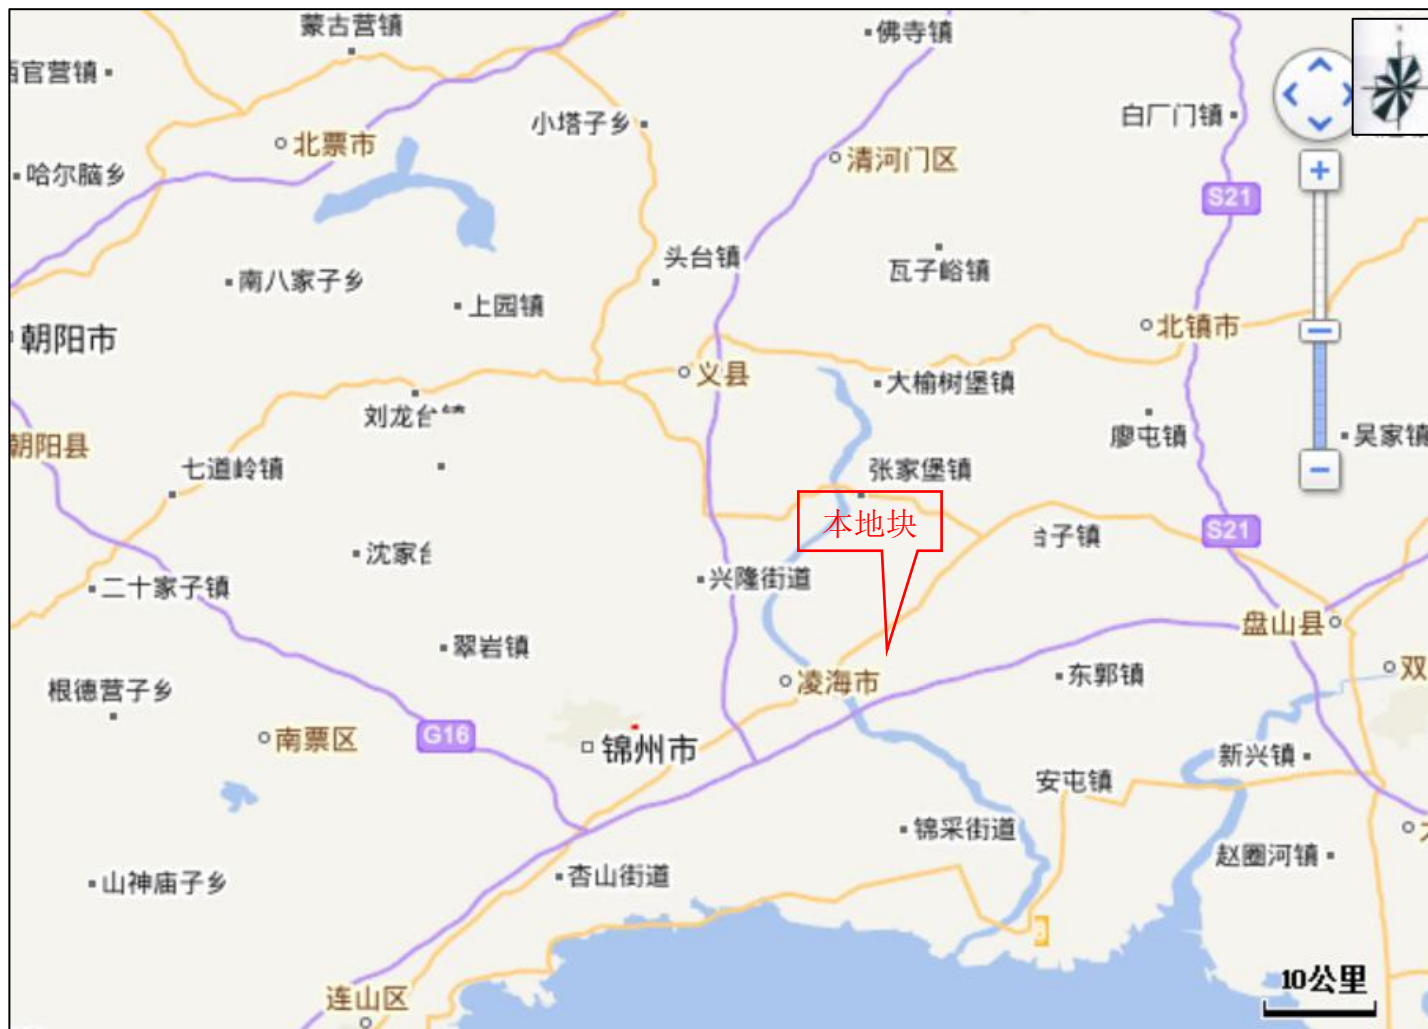 蒙古营镇
佛寺镇
官营镇
小塔子乡
白厂门镇
北票市
清河门区
哈尔脑乡
S21
头台镇
瓦子峪镇
南八家子乡
上园镇
北镇市
朝阳市
义县
大榆树堡镇
刘龙台镇
廖屯镇
吴家镇
朝阳县
七道岭镇
张家堡镇
本地块
S21
台子镇
沈家台
兴隆街道
二十家子镇
盘山县
翠岩镇
东郭镇
双
凌海市
根德营子乡
南票区
G16
锦州市
新兴镇
安屯镇
锦采街道
赵圈河镇
杏山街道
山神庙子乡
10公里
连山区